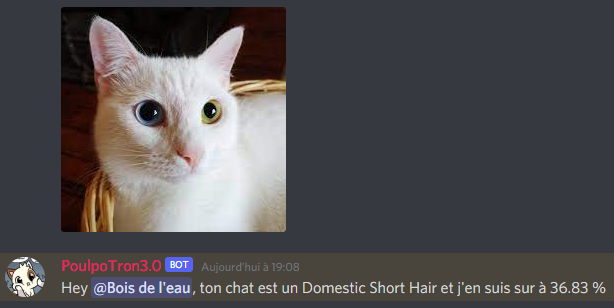 PoulpoTron3.0 BOT Aujourd'hui à 19:08
Hey @Bois de l'eau, ton chat est un Domestic Short Hair et j'en suis sur à 36.83 %